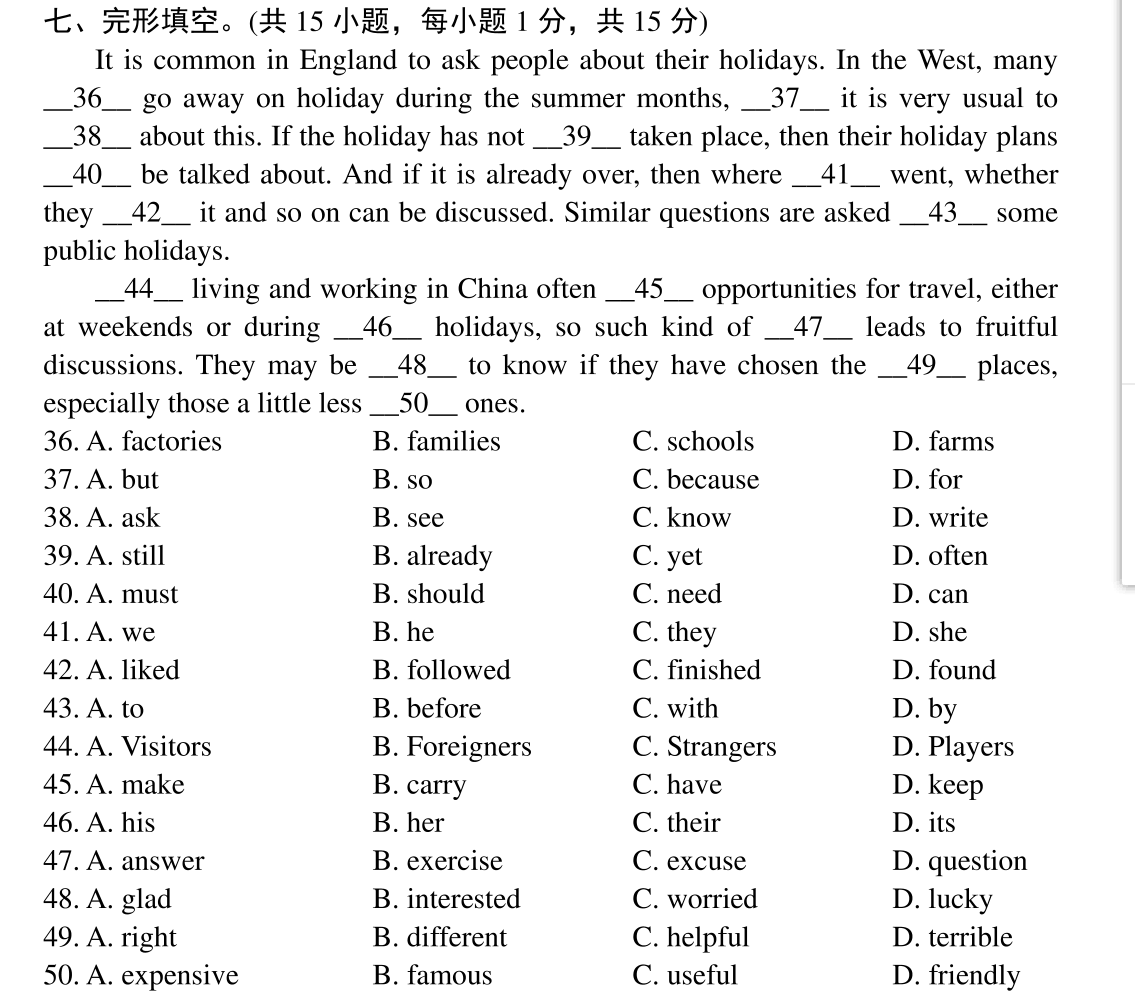 七、完形填空。(共 15 小题，每小题 1 分，共 15 分)
It is common in England to ask people about their holidays. In the West, many
__36__ go away on holiday during the summer months, __37__ it is very usual to
__38__ about this. If the holiday has not __39__ taken place, then their holiday plans
__40__ be talked about. And if it is already over, then where __41__ went, whether
they __42__ it and so on can be discussed. Similar questions are asked __43__ some
public holidays.
__44__ living and working in China often __45__ opportunities for travel, either
at weekends or during __46__ holidays, so such kind of __47__ leads to fruitful
discussions. They may be __48__ to know if they have chosen the __49__ places,
especially those a little less __50__ ones.
36. A. factories B. families C. schools D. farms
37. A. but B. so C. because D. for
38. A. ask B. see C. know D. write
39. A. still B. already C. yet D. often
40. A. must B. should C. need D. can
41. A. we B. he C. they D. she
42. A. liked B. followed C. finished D. found
43. A. to B. before C. with D. by
44. A. Visitors B. Foreigners C. Strangers D. Players
45. A. make B. carry C. have D. keep
46. A. his B. her C. their D. its
47. A. answer B. exercise C. excuse D. question
48. A. glad B. interested C. worried D. lucky
49. A. right B. different C. helpful D. terrible
50. A. expensive B. famous C. useful D. friendly